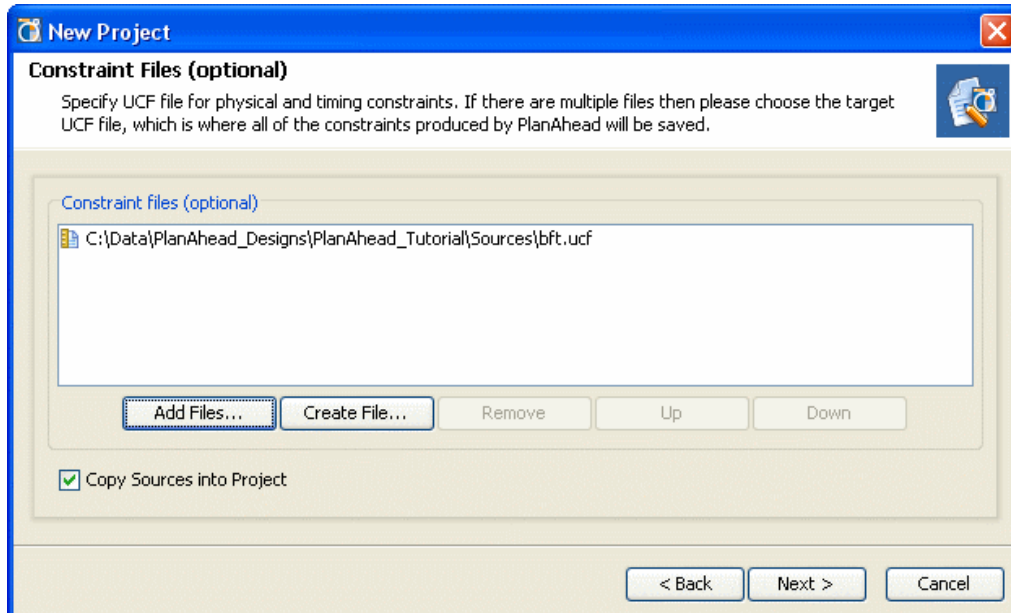 New Project
Constraint Files (optional)
Specify UCF file for physical and timing constraints. If there are multiple files then please choose the target
UCF file, which is where all of the constraints produced by PlanAhead will be saved.
Constraint files (optional)
C:\Data\PlanAhead_Designs\PlanAhead_Tutorial\Sources\bft.ucf
Add Files... Create File... Remove Up Down
Copy Sources into Project
< Back Next > Cancel